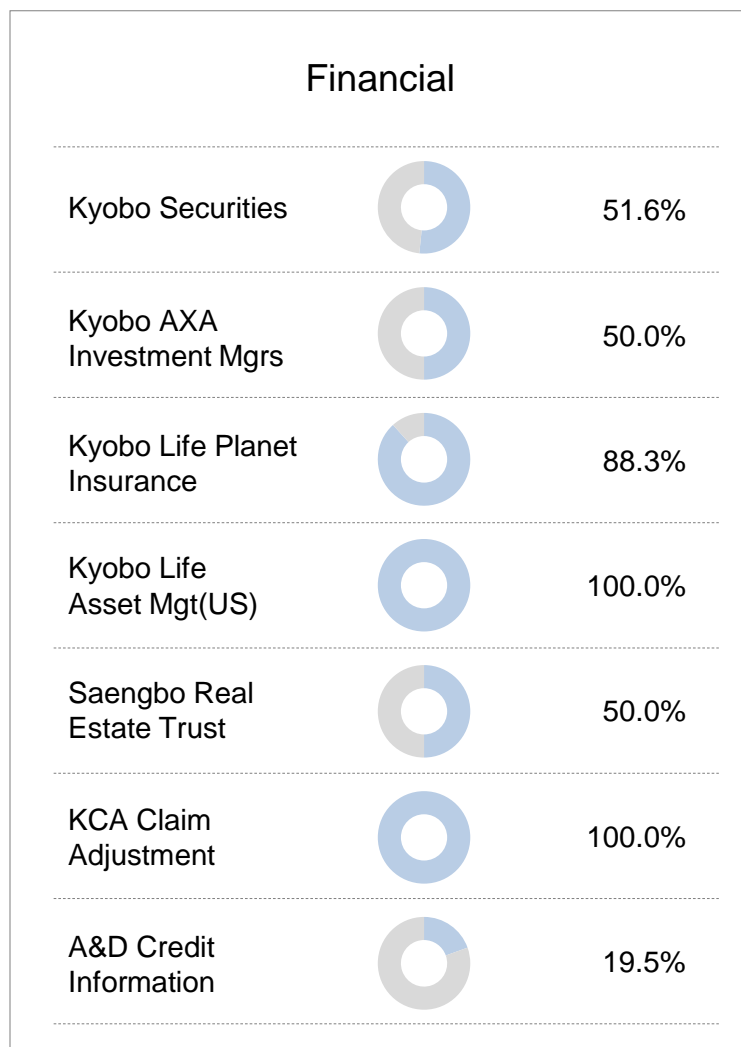 Financial
Kyobo Securities
51.6%
Kyobo AXA
Investment Mgrs
50.0%
Kyobo Life Planet
Insurance
88.3%
Kyobo Life
Asset Mgt(US)
100.0%
Saengbo Real
Estate Trust
50.0%
KCA Claim
Adjustment
100.0%
A&D Credit
Information
19.5%